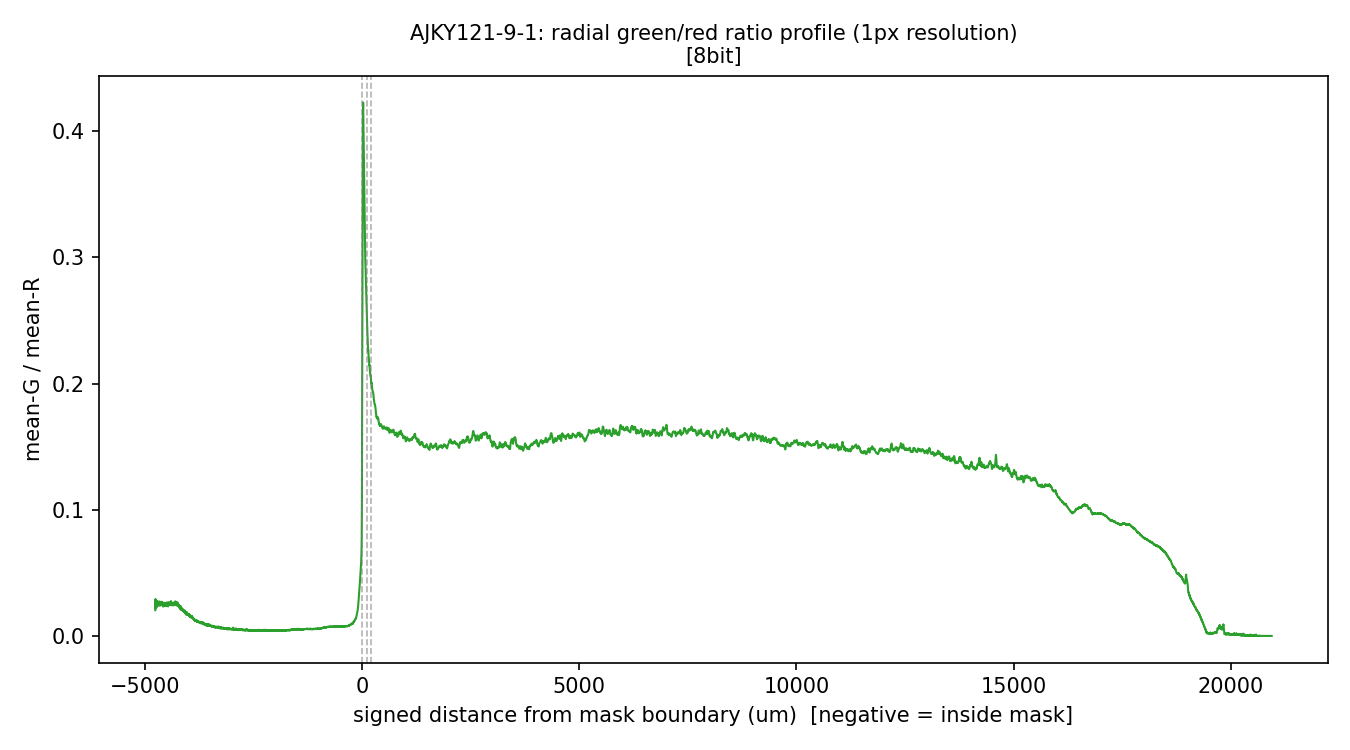 AJKY121-9-1: radial green/red ratio profile (1px resolution)
[8bit]
mean-G / mean-R
0.4
0.3
0.2
0.1
0.0
−5000 0 5000 10000 15000 20000
signed distance from mask boundary (um)  [negative = inside mask]